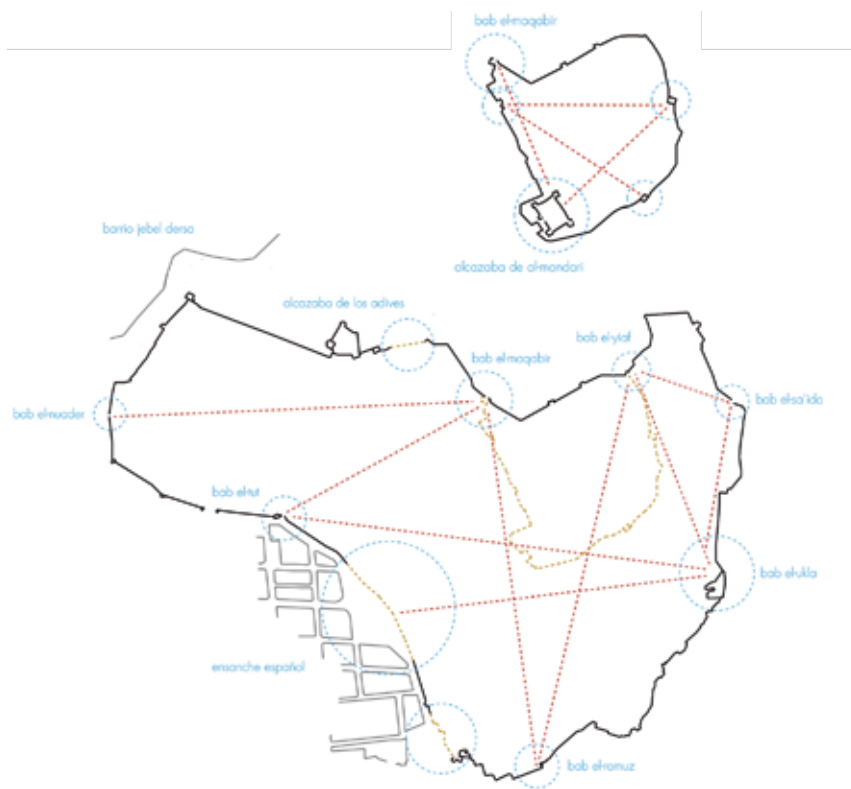 bab el-maqabir
barrio jebel dersa
alcazaba de al-mandari
alcazaba de los adives
bab el-yiaf
bab el-maqabir
bab el-nuader
bab el-sa'ida
bab el-tut
bab el-ukla
ensanche español
bab el-romuz